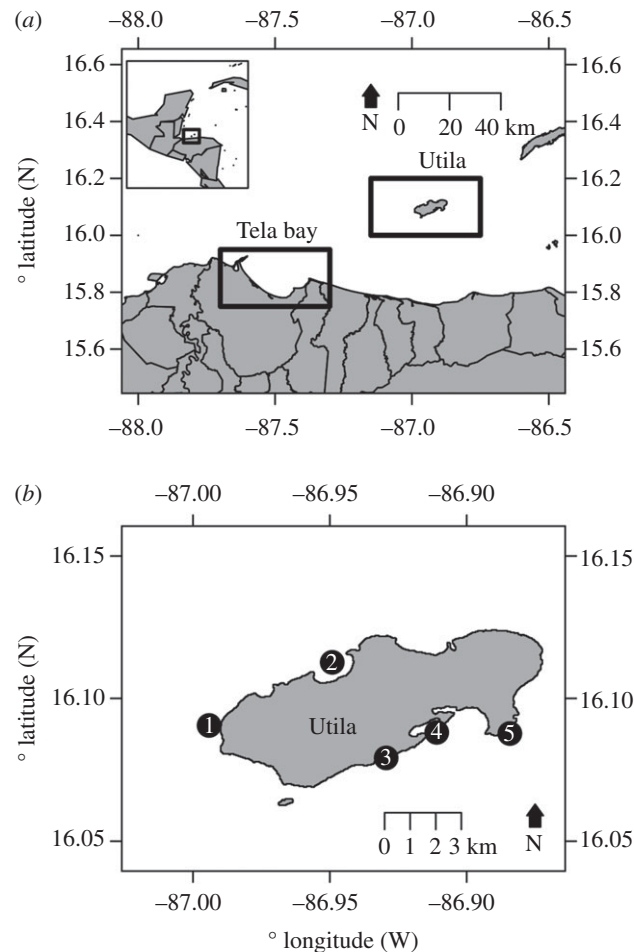 (a)
−88.0 −87.5 −87.0 −86.5
16.6 16.6
16.4 16.4
N 0 20 40 km
Utila
16.2 16.2
Tela bay
16.0 16.0
15.8 15.8
15.6 15.6
° latitude (N)
−88.0 −87.5 −87.0 −86.5
(b)
−87.00 −86.95 −86.90
16.15 16.15
2
16.10 16.10
1 Utila 4 5
3
0 1 2 3 km
N
16.05 16.05
° latitude (N)
−87.00 −86.95 −86.90
° longitude (W)